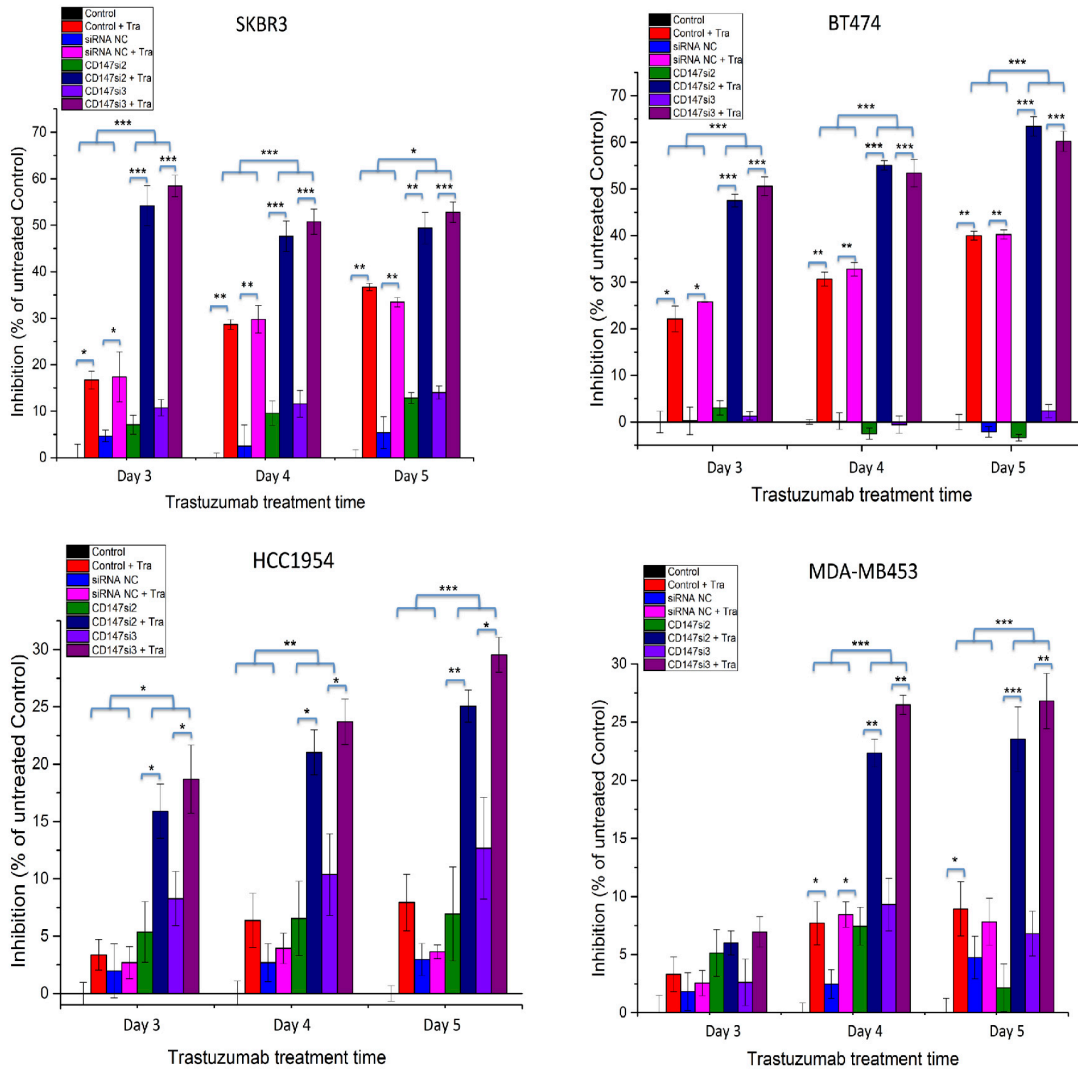 SKBR3
Control
Control + Tra
siRNA NC
siRNA NC + Tra
CD147si2
CD147si2 + Tra
CD147si3
CD147si3 + Tra
Inhibition (% of untreated Control)
70
60
50
40
30
20
10
0
*** *** ***
* *
*** *** ***
** **
* ** ***
** **
Day 3 Day 4 Day 5
Trastuzumab treatment time
BT474
Control
Control + Tra
siRNA NC
siRNA NC + Tra
CD147si2
CD147si2 + Tra
CD147si3
CD147si3 + Tra
Inhibition (% of untreated Control)
70
60
50
40
30
20
10
0
*** *** ***
* *
*** *** ***
** **
*** *** ***
** **
Day 3 Day 4 Day 5
Trastuzumab treatment time
HCC1954
Control
Control + Tra
siRNA NC
siRNA NC + Tra
CD147si2
CD147si2 + Tra
CD147si3
CD147si3 + Tra
Inhibition (% of untreated Control)
30
25
20
15
10
5
0
* * *
** * *
*** ** *
Day 3 Day 4 Day 5
Trastuzumab treatment time
MDA-MB453
Control
Control + Tra
siRNA NC
siRNA NC + Tra
CD147si2
CD147si2 + Tra
CD147si3
CD147si3 + Tra
Inhibition (% of untreated Control)
30
25
20
15
10
5
0
*** ** **
* *
*** *** **
*
Day 3 Day 4 Day 5
Trastuzumab treatment time